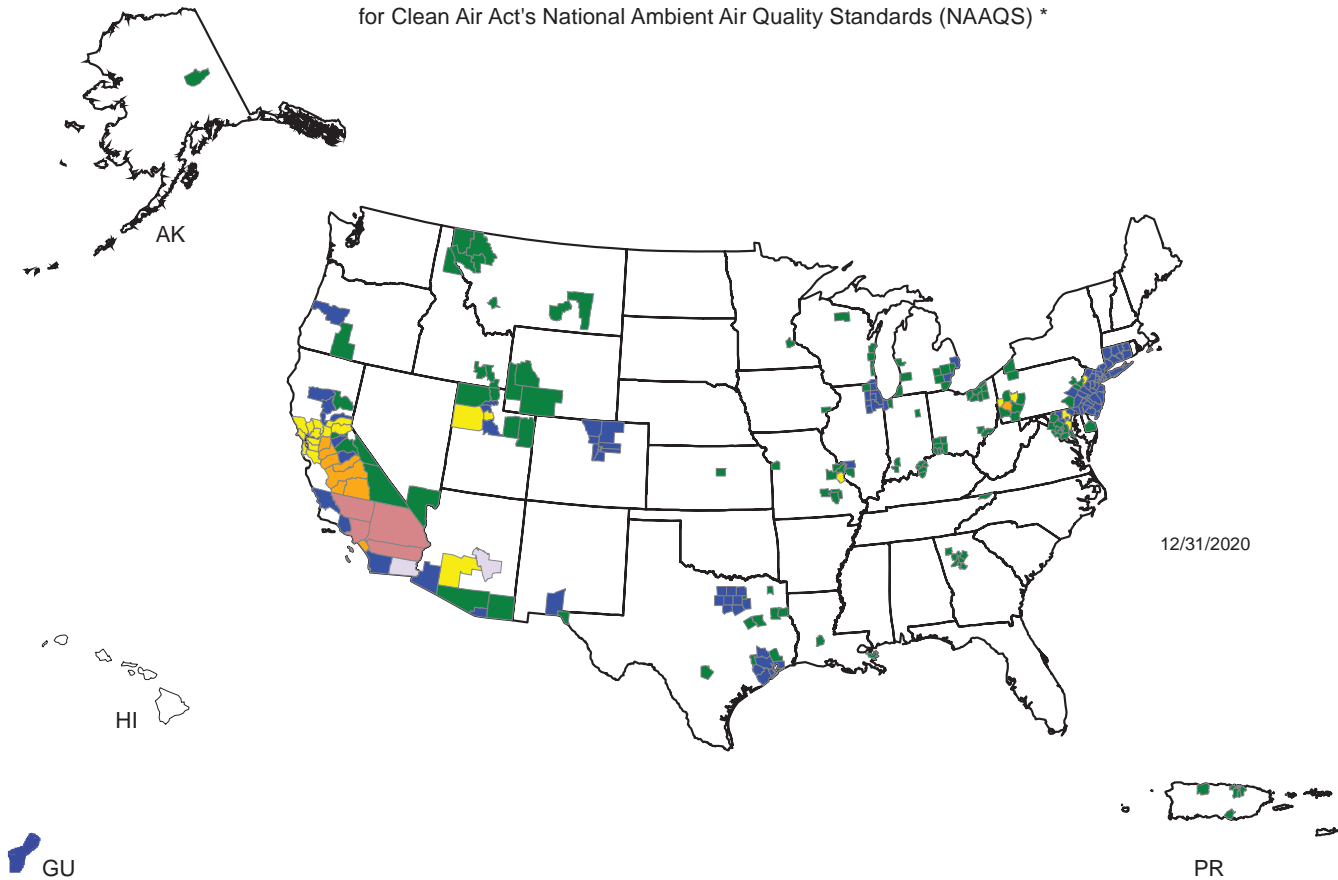 for Clean Air Act's National Ambient Air Quality Standards (NAAQS) *
AK
12/31/2020
HI
GU
PR